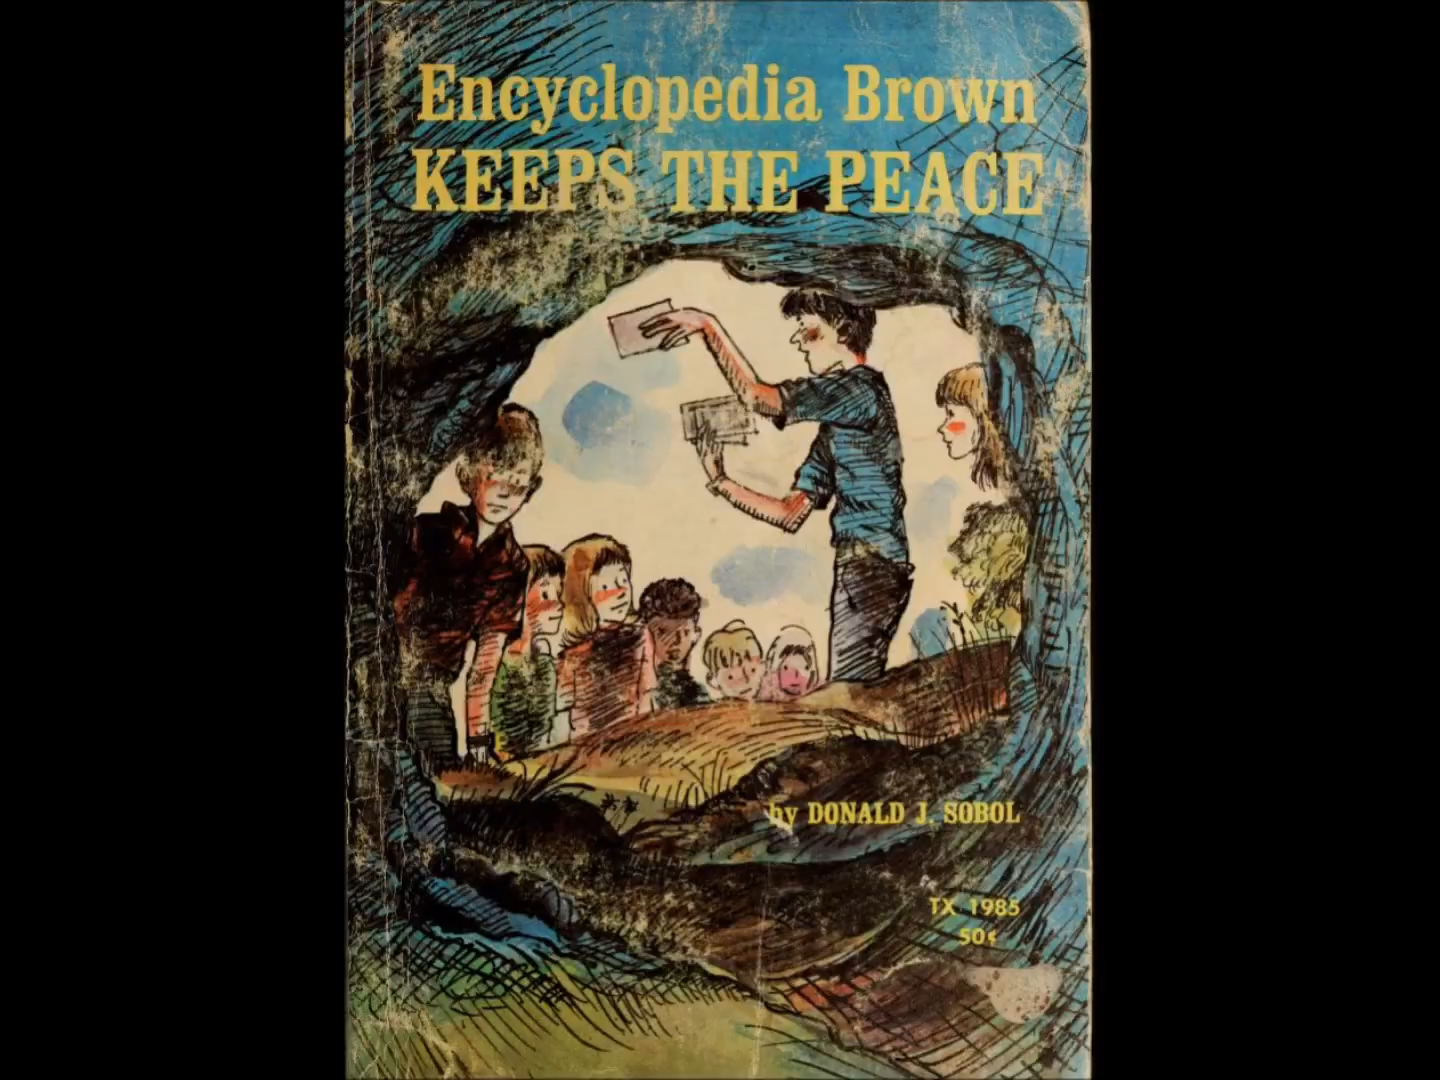 Encyclopedia Brown
KEEPS THE PEACE
by DONALD J. SOBOL
TX 1985
50¢